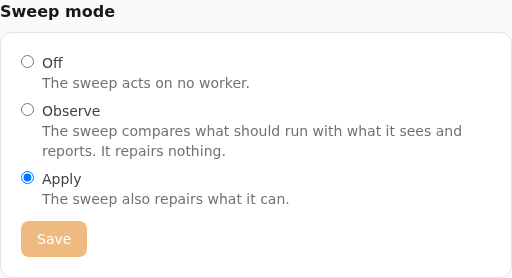 Sweep mode
Off
The sweep acts on no worker.
Observe
The sweep compares what should run with what it sees and
reports. It repairs nothing.
Apply
The sweep also repairs what it can.
Save